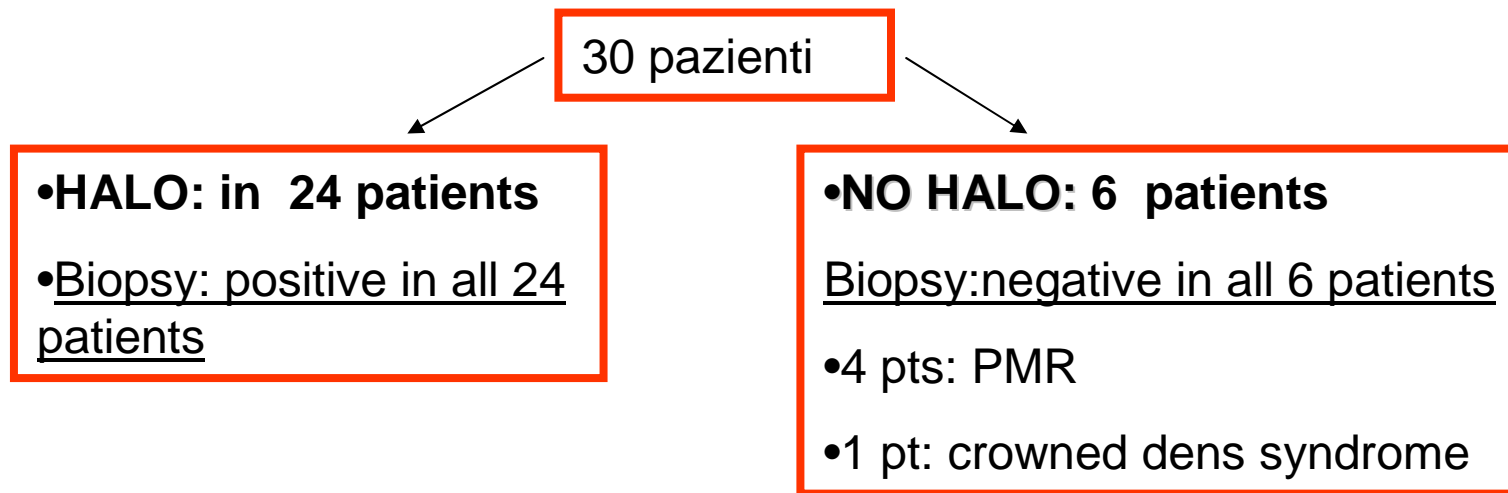 30 pazienti
•HALO: in 24 patients
•Biopsy: positive in all 24
patients
•NO HALO: 6 patients
Biopsy:negative in all 6 patients
•4 pts: PMR
•1 pt: crowned dens syndrome